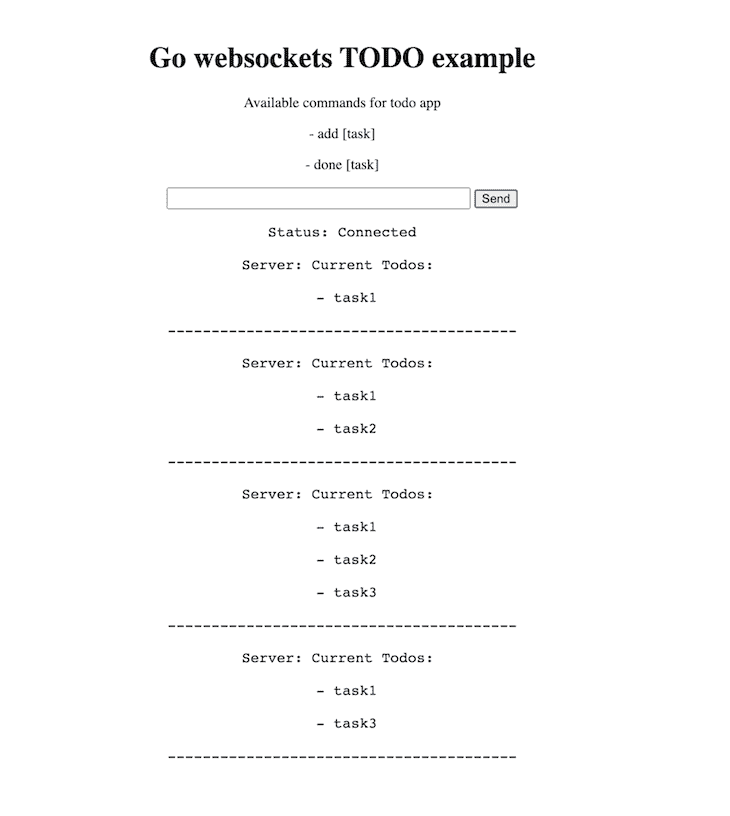 Go websockets TODO example
Available commands for todo app
- add [task]
- done [task]
Send
Status: Connected
Server: Current Todos:
- task1
----------------------------------------
Server: Current Todos:
- task1
- task2
----------------------------------------
Server: Current Todos:
- task1
- task2
- task3
----------------------------------------
Server: Current Todos:
- task1
- task3
----------------------------------------